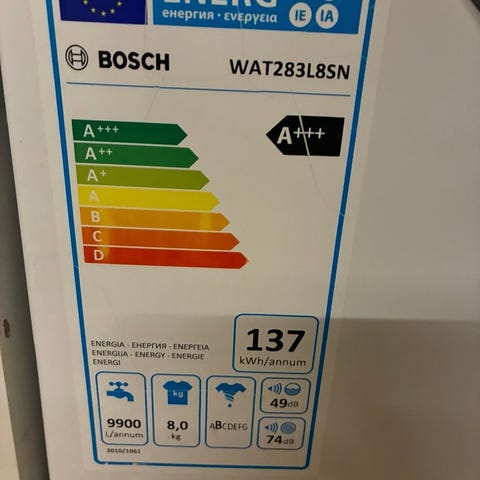 ENERG
енергия · ενεργεια
IE IA
BOSCH
WAT283L8SN
A+++
A+++
A++
A+
A
B
C
D
137
kWh/annum
ENERGIA · ЕНЕРГИЯ · ΕΝΕΡΓΕΙΑ
ENERGIJA · ENERGY · ENERGIE
ENERGI
9900
L/annum
kg
8,0
kg
ABCDEFG
49dB
74dB
2010/1061